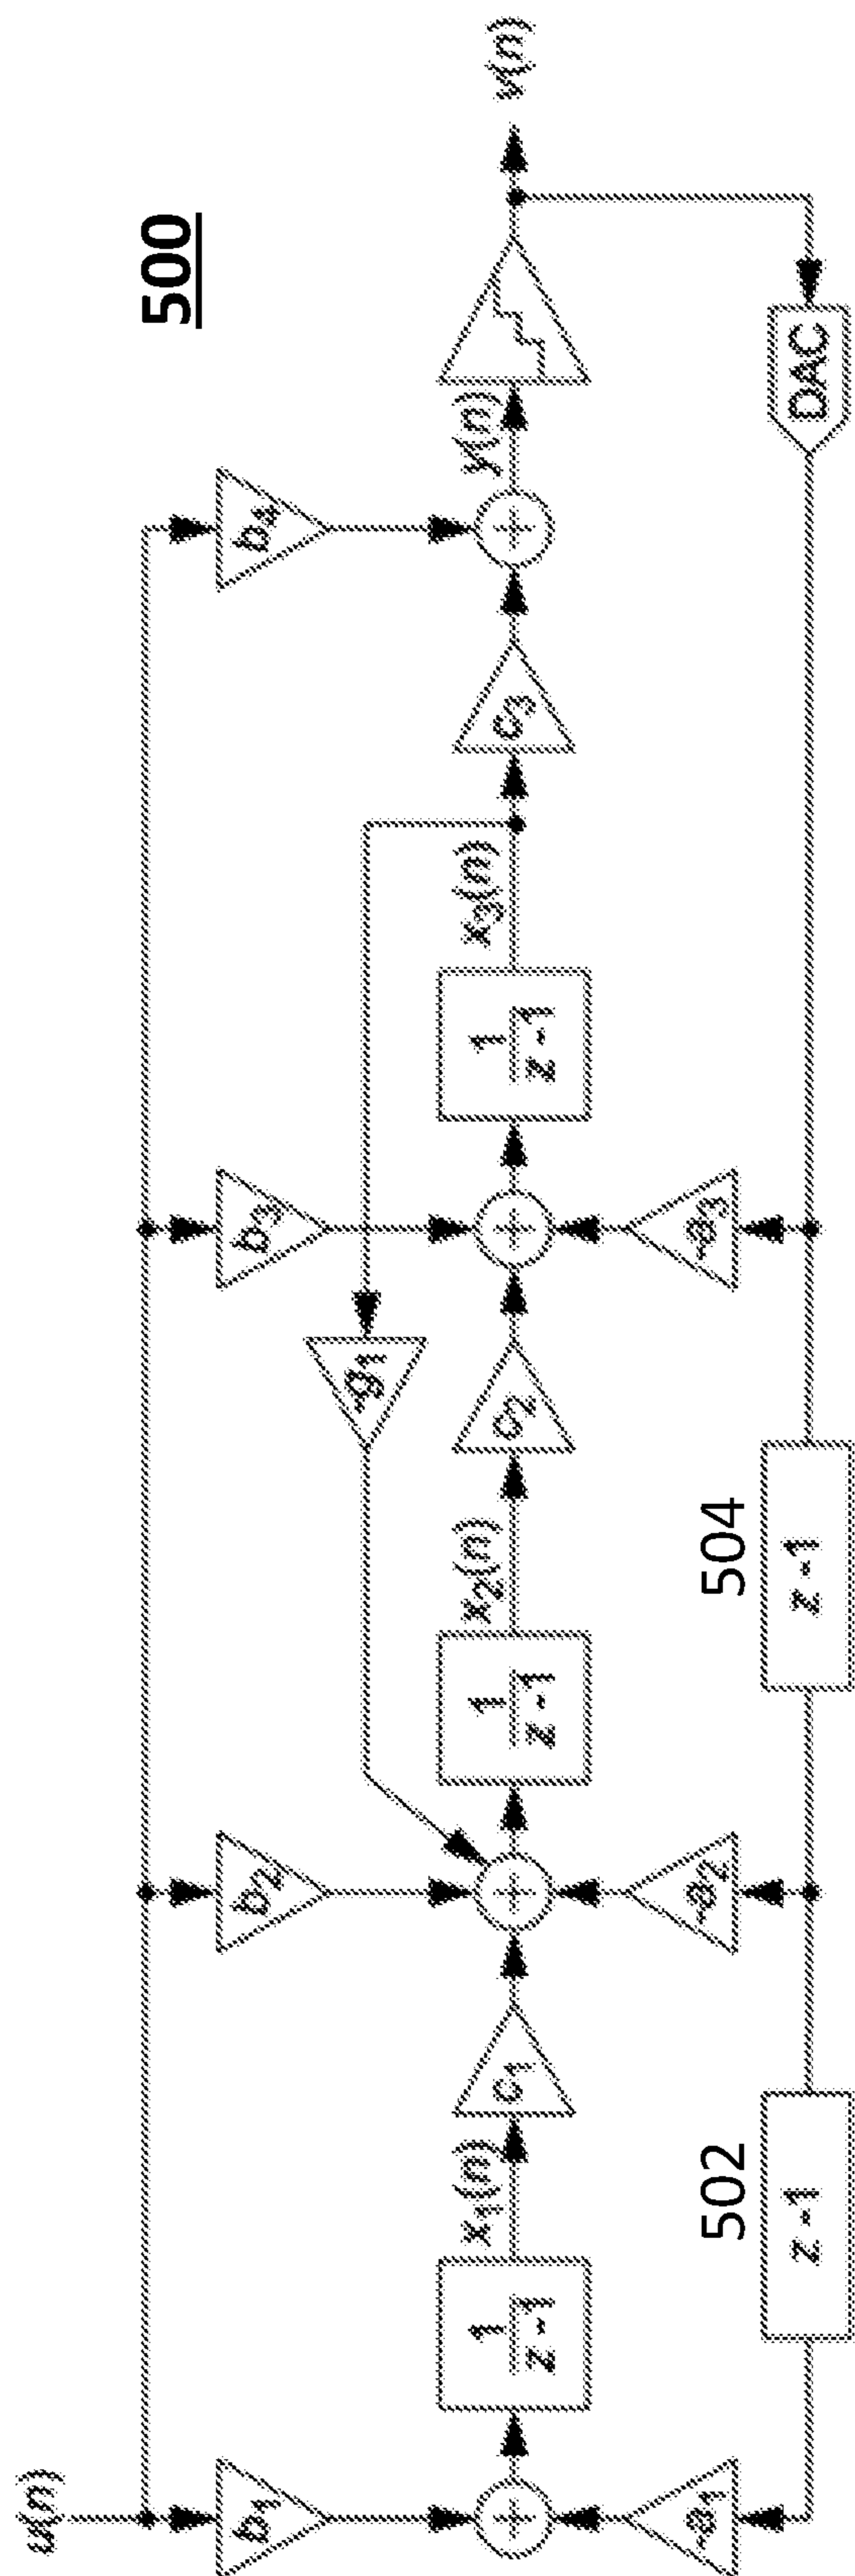 500
u(n)
b₁
b₂
b₃
b₄
-g₁
1
z - 1
x₁(n)
c₁
1
z - 1
x₂(n)
c₂
1
z - 1
x₃(n)
c₃
y(n)
v(n)
-a₁
-a₂
-a₃
502
z - 1
504
z - 1
DAC